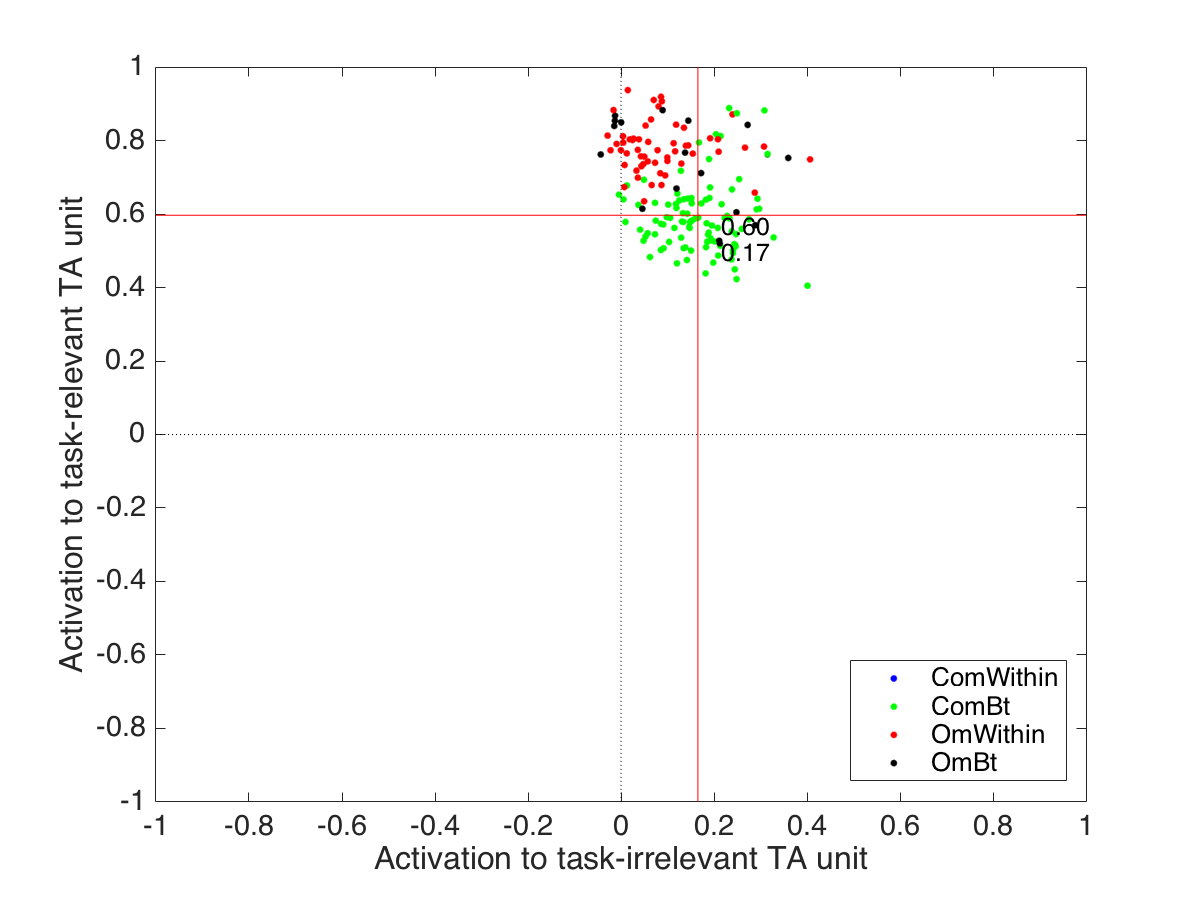 Activation to task-relevant TA unit
1
0.8
0.6
0.4
0.2
0
-0.2
-0.4
-0.6
-0.8
-1
0.60
0.17
ComWithin
ComBt
OmWithin
OmBt
-1 -0.8 -0.6 -0.4 -0.2 0 0.2 0.4 0.6 0.8 1
Activation to task-irrelevant TA unit